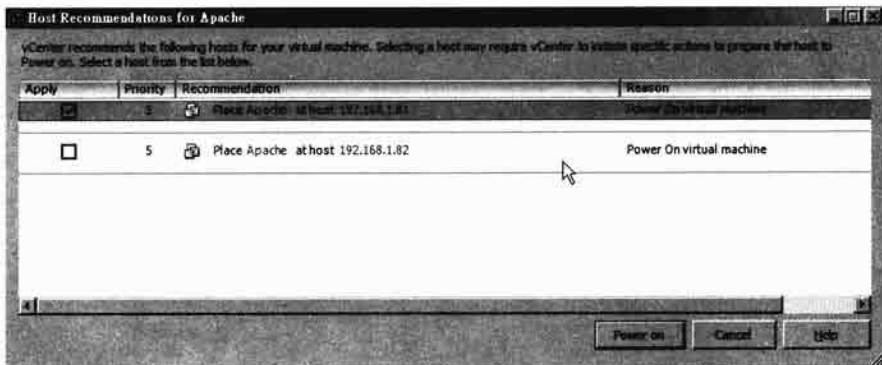 Host Recommendations for Apache
vCenter recommends the following hosts for your virtual machine. Selecting a host may require vCenter to initiate specific actions to prepare the host to
Power on. Select a host from the list below.
Apply Priority Recommendation Reason
Place Apache at host 192.168.1.81 Power On virtual machine
5 Place Apache at host 192.168.1.82 Power On virtual machine
Power on Cancel Help